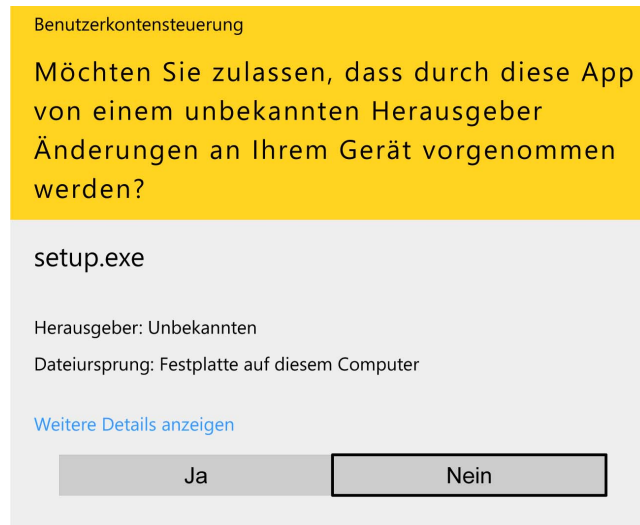 Benutzerkontensteuerung
Möchten Sie zulassen, dass durch diese App
von einem unbekannten Herausgeber
Änderungen an Ihrem Gerät vorgenommen
werden?
setup.exe
Herausgeber: Unbekannten
Dateiursprung: Festplatte auf diesem Computer
Weitere Details anzeigen
Ja Nein